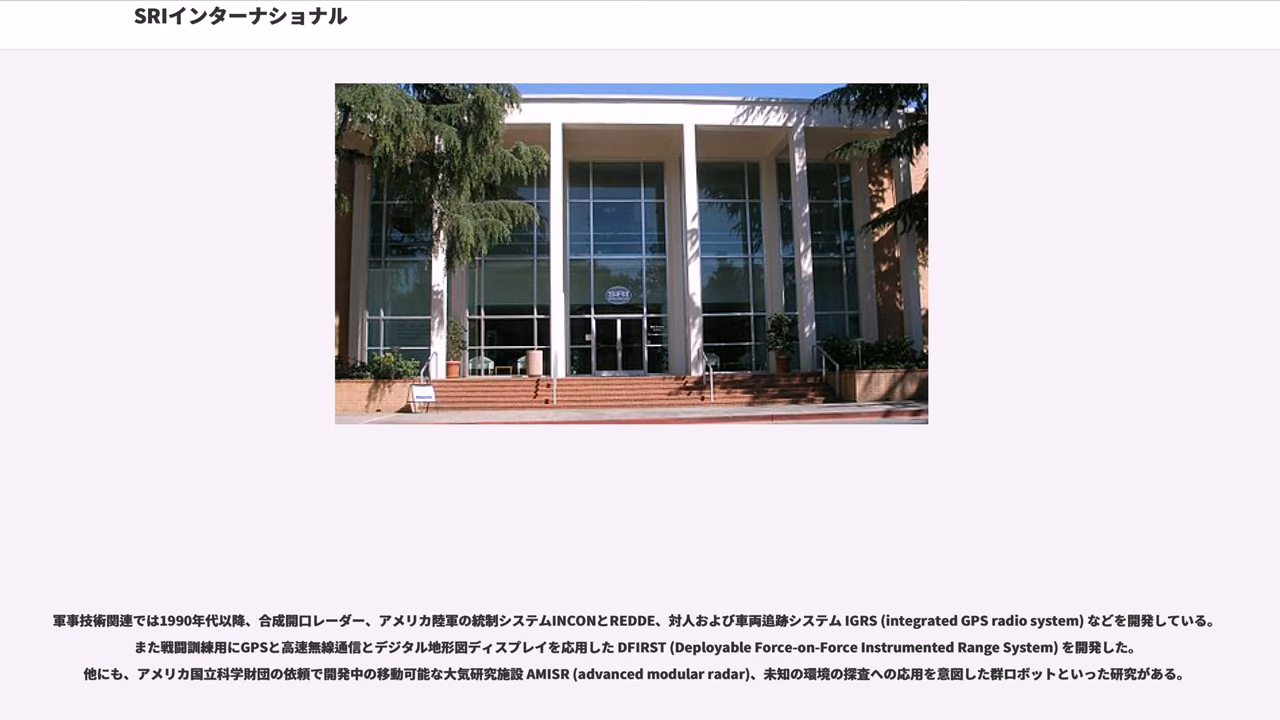 SRIインターナショナル
SRI
軍事技術関連では1990年代以降、合成開口レーダー、アメリカ陸軍の統制システムINCONとREDDE、対人および車両追跡システム IGRS (integrated GPS radio system) などを開発している。
また戦闘訓練用にGPSと高速無線通信とデジタル地形図ディスプレイを応用した DFIRST (Deployable Force-on-Force Instrumented Range System) を開発した。
他にも、アメリカ国立科学財団の依頼で開発中の移動可能な大気研究施設 AMISR (advanced modular radar)、未知の環境の探査への応用を意図した群ロボットといった研究がある。